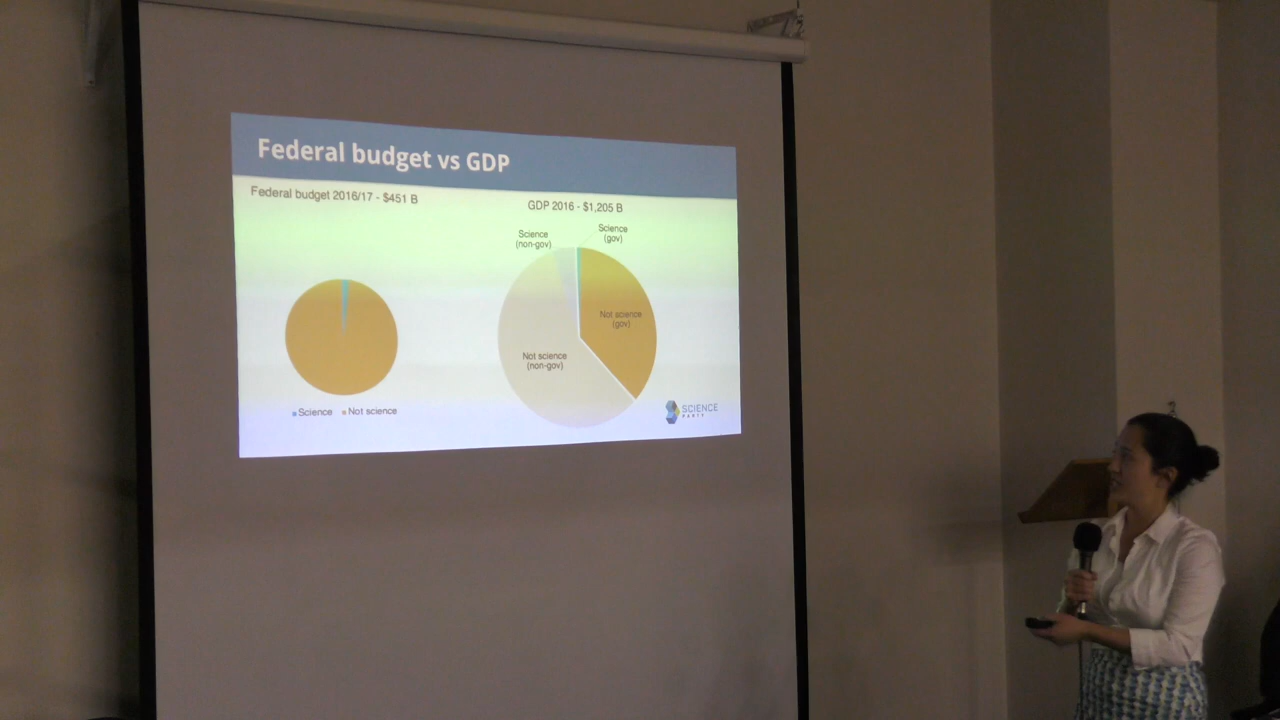 Federal budget vs GDP
Federal budget 2016/17 - $451 B
GDP 2016 - $1,205 B
Science
(non-gov)
Science
(gov)
Not science
(gov)
Not science
(non-gov)
Science
Not science
SCIENCE
PARTY